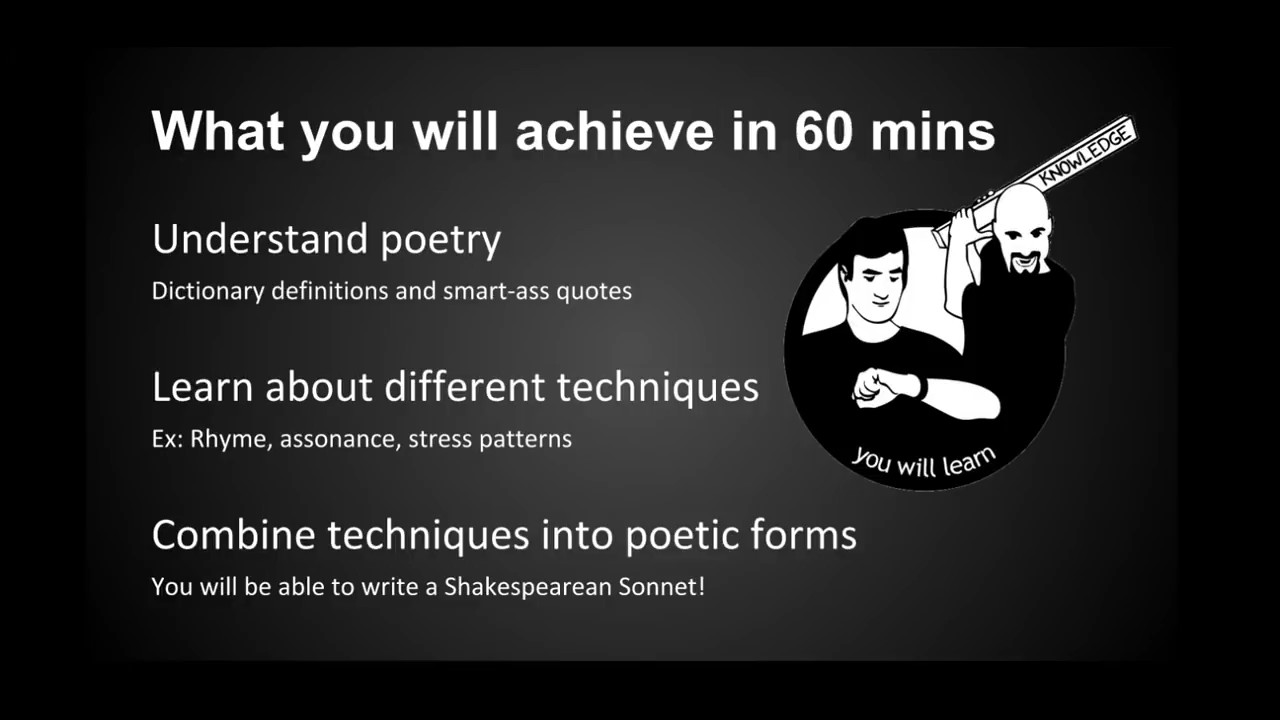 What you will achieve in 60 mins
KNOWLEDGE
Understand poetry
Dictionary definitions and smart-ass quotes
Learn about different techniques
Ex: Rhyme, assonance, stress patterns
you will learn
Combine techniques into poetic forms
You will be able to write a Shakespearean Sonnet!